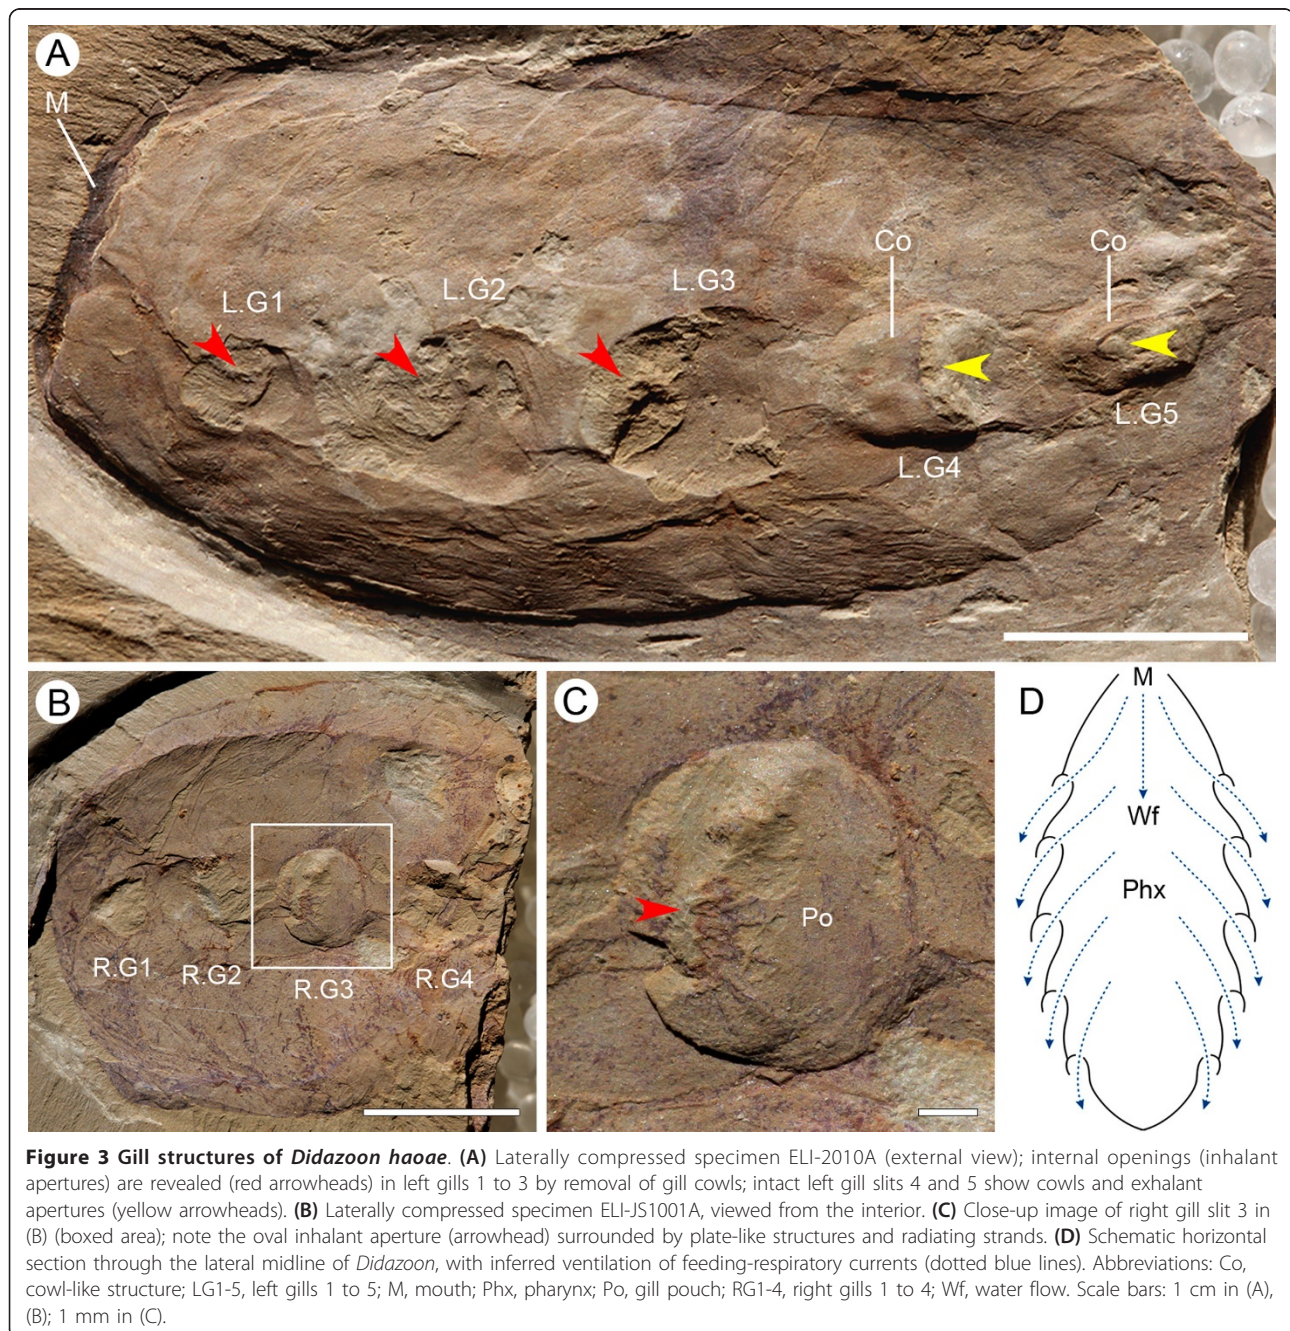 A
M
L.G1
L.G2
L.G3
Co
Co
L.G4
L.G5
B
R.G1
R.G2
R.G3
R.G4
C
Po
D
M
Wf
Phx
Figure 3 Gill structures of Didazoon haoae. (A) Laterally compressed specimen ELI-2010A (external view); internal openings (inhalant
apertures) are revealed (red arrowheads) in left gills 1 to 3 by removal of gill cowls; intact left gill slits 4 and 5 show cowls and exhalant
apertures (yellow arrowheads). (B) Laterally compressed specimen ELI-JS1001A, viewed from the interior. (C) Close-up image of right gill slit 3 in
(B) (boxed area); note the oval inhalant aperture (arrowhead) surrounded by plate-like structures and radiating strands. (D) Schematic horizontal
section through the lateral midline of Didazoon, with inferred ventilation of feeding-respiratory currents (dotted blue lines). Abbreviations: Co,
cowl-like structure; LG1-5, left gills 1 to 5; M, mouth; Phx, pharynx; Po, gill pouch; RG1-4, right gills 1 to 4; Wf, water flow. Scale bars: 1 cm in (A),
(B); 1 mm in (C).